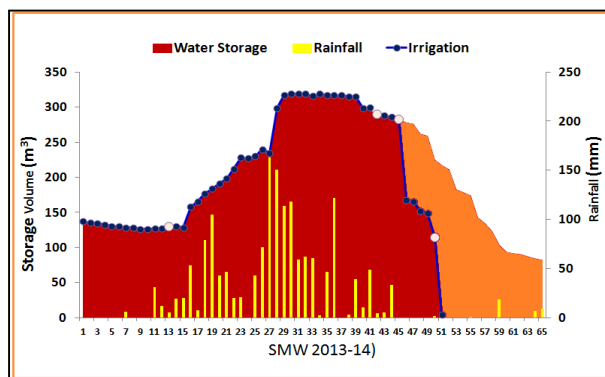 Water Storage Rainfall Irrigation
350
300
250
200
150
100
50
0
Storage Volume (m³)
250
200
150
100
50
0
Rainfall (mm)
1 3 5 7 9 11 13 15 17 19 21 23 25 27 29 31 33 35 37 39 41 43 45 47 49 51 53 55 57 59 61 63 65
SMW 2013-14)